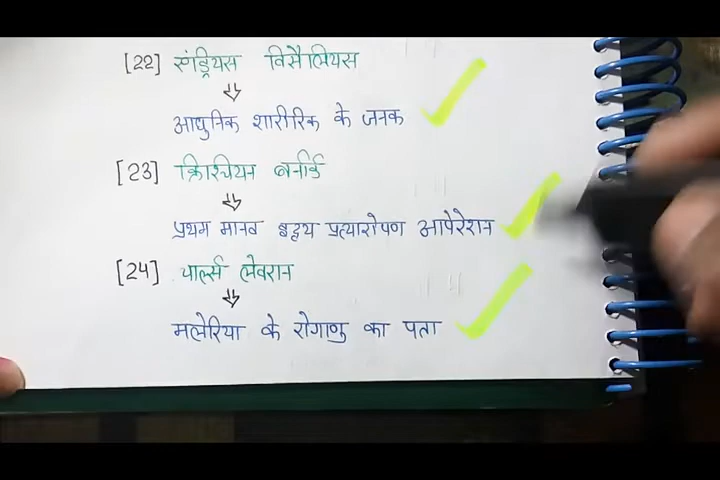 [22] एंड्रियस विसैलियस
आधुनिक शारीरिक के जनक
[23] क्रिश्चियन बर्नार्ड
प्रथम मानव हृदय प्रत्यारोपण आपेरेशन
[24] चार्ल्स लेवरान
मलेरिया के रोगाणु का पता